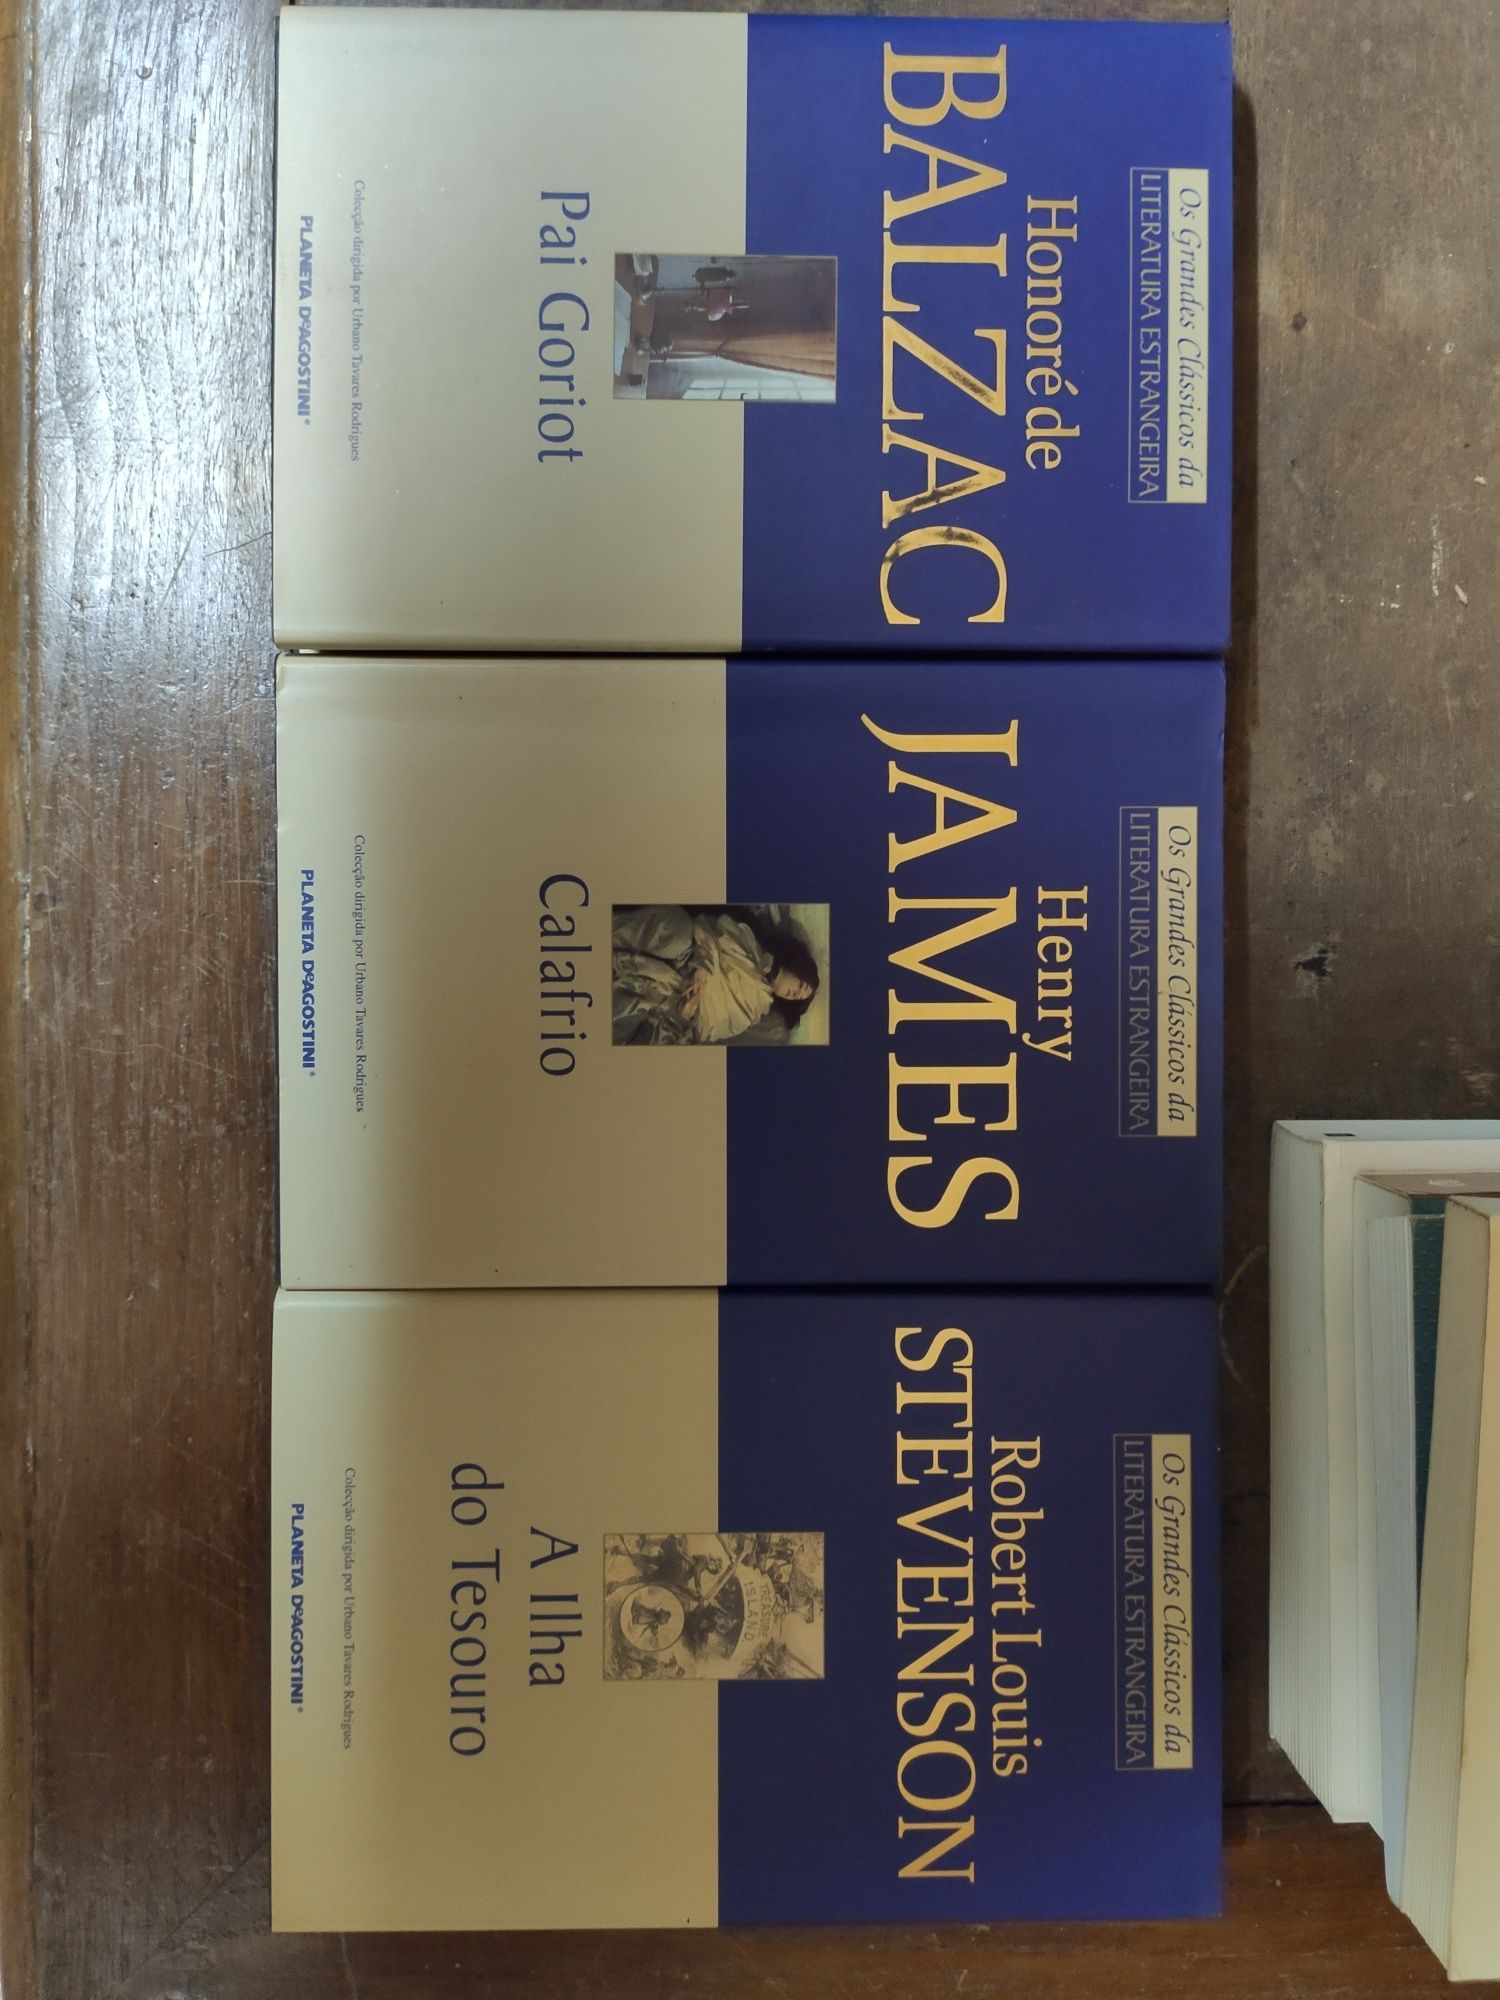 Os Grandes Clássicos da
LITERATURA ESTRANGEIRA
Honoré de
BALZAC
Pai Goriot
Colecção dirigida por Urbano Tavares Rodrigues
PLANETA DeAGOSTINI®
Os Grandes Clássicos da
LITERATURA ESTRANGEIRA
Henry
JAMES
Calafrio
Colecção dirigida por Urbano Tavares Rodrigues
PLANETA DeAGOSTINI®
Os Grandes Clássicos da
LITERATURA ESTRANGEIRA
Robert Louis
STEVENSON
TREASURE
ISLAND
A Ilha
do Tesouro
Colecção dirigida por Urbano Tavares Rodrigues
PLANETA DeAGOSTINI®